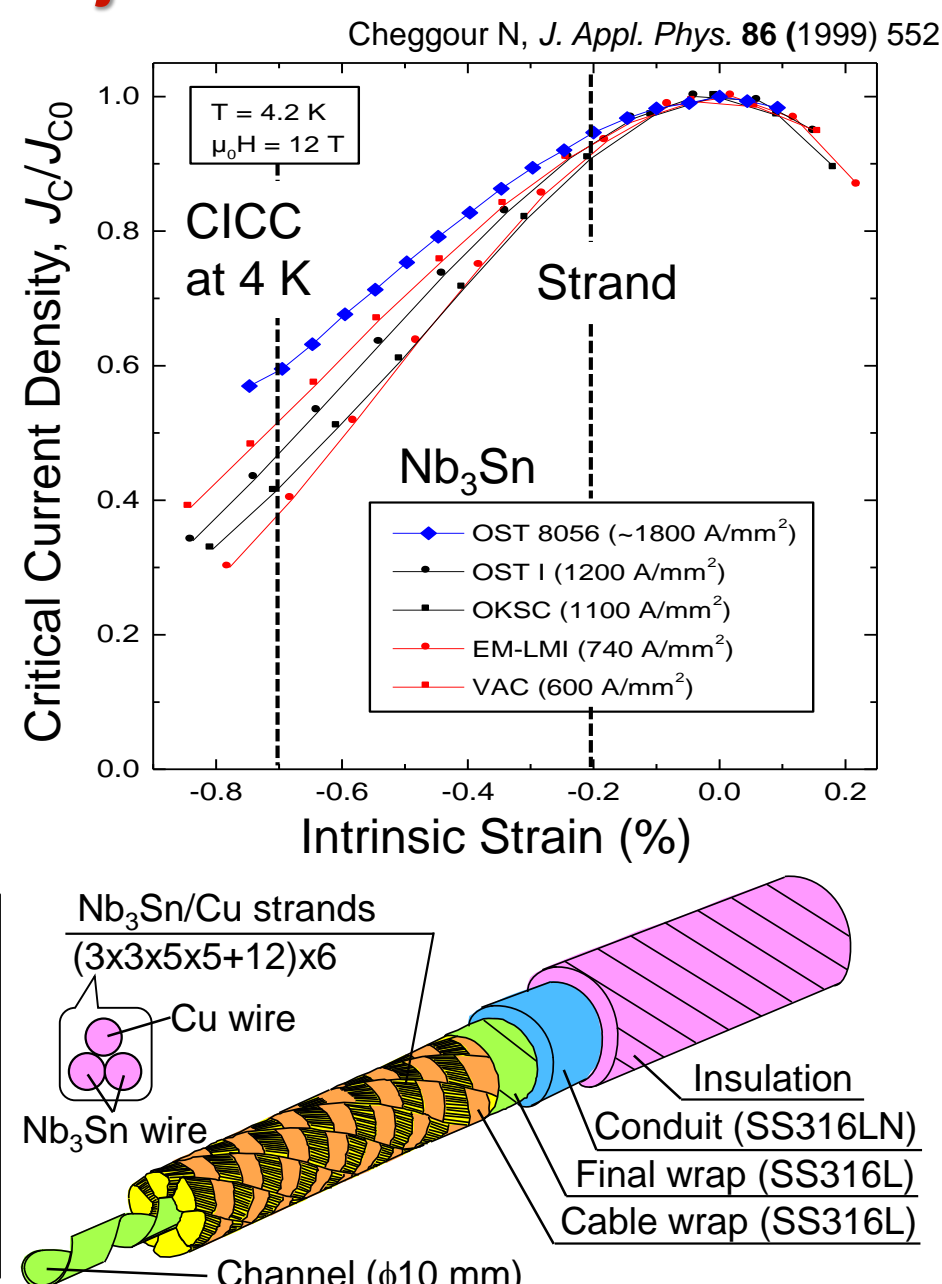 Cheggour N, J. Appl. Phys. 86 (1999) 552
Critical Current Density, J_C/J_C0
1.0
0.8
0.6
0.4
0.2
0.0
T = 4.2 K
μ₀H = 12 T
CICC
at 4 K
Strand
Nb₃Sn
OST 8056 (~1800 A/mm²)
OST I (1200 A/mm²)
OKSC (1100 A/mm²)
EM-LMI (740 A/mm²)
VAC (600 A/mm²)
-0.8 -0.6 -0.4 -0.2 0.0 0.2
Intrinsic Strain (%)
Nb₃Sn/Cu strands
(3x3x5x5+12)x6
Cu wire
Nb₃Sn wire
Insulation
Conduit (SS316LN)
Final wrap (SS316L)
Cable wrap (SS316L)
Channel (ϕ10 mm)